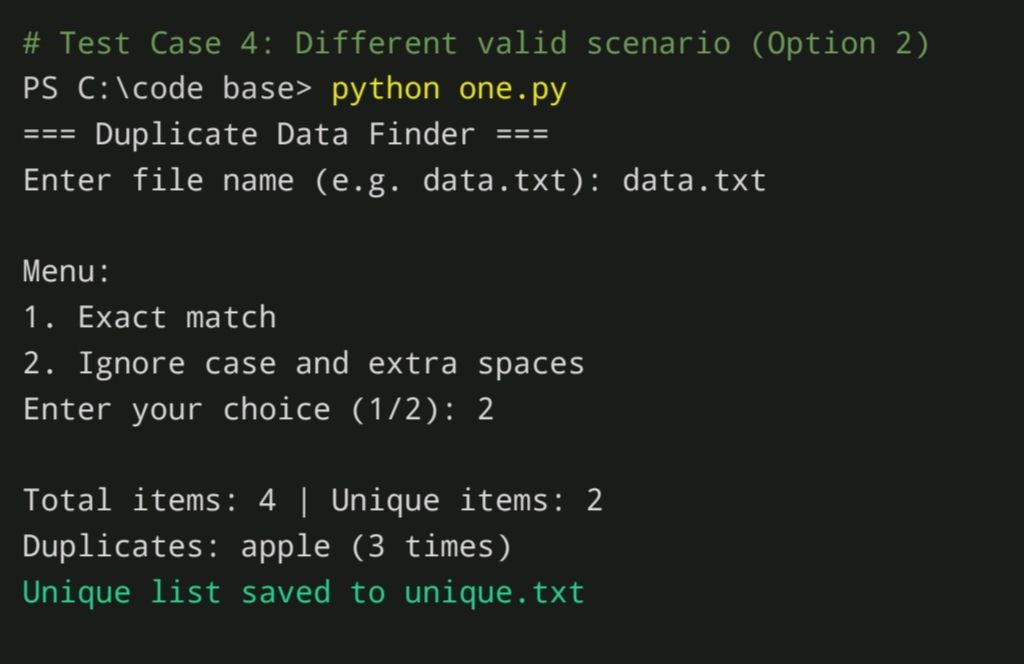 # Test Case 4: Different valid scenario (Option 2)
PS C:\code base> python one.py
=== Duplicate Data Finder ===
Enter file name (e.g. data.txt): data.txt
Menu:
1. Exact match
2. Ignore case and extra spaces
Enter your choice (1/2): 2
Total items: 4 | Unique items: 2
Duplicates: apple (3 times)
Unique list saved to unique.txt